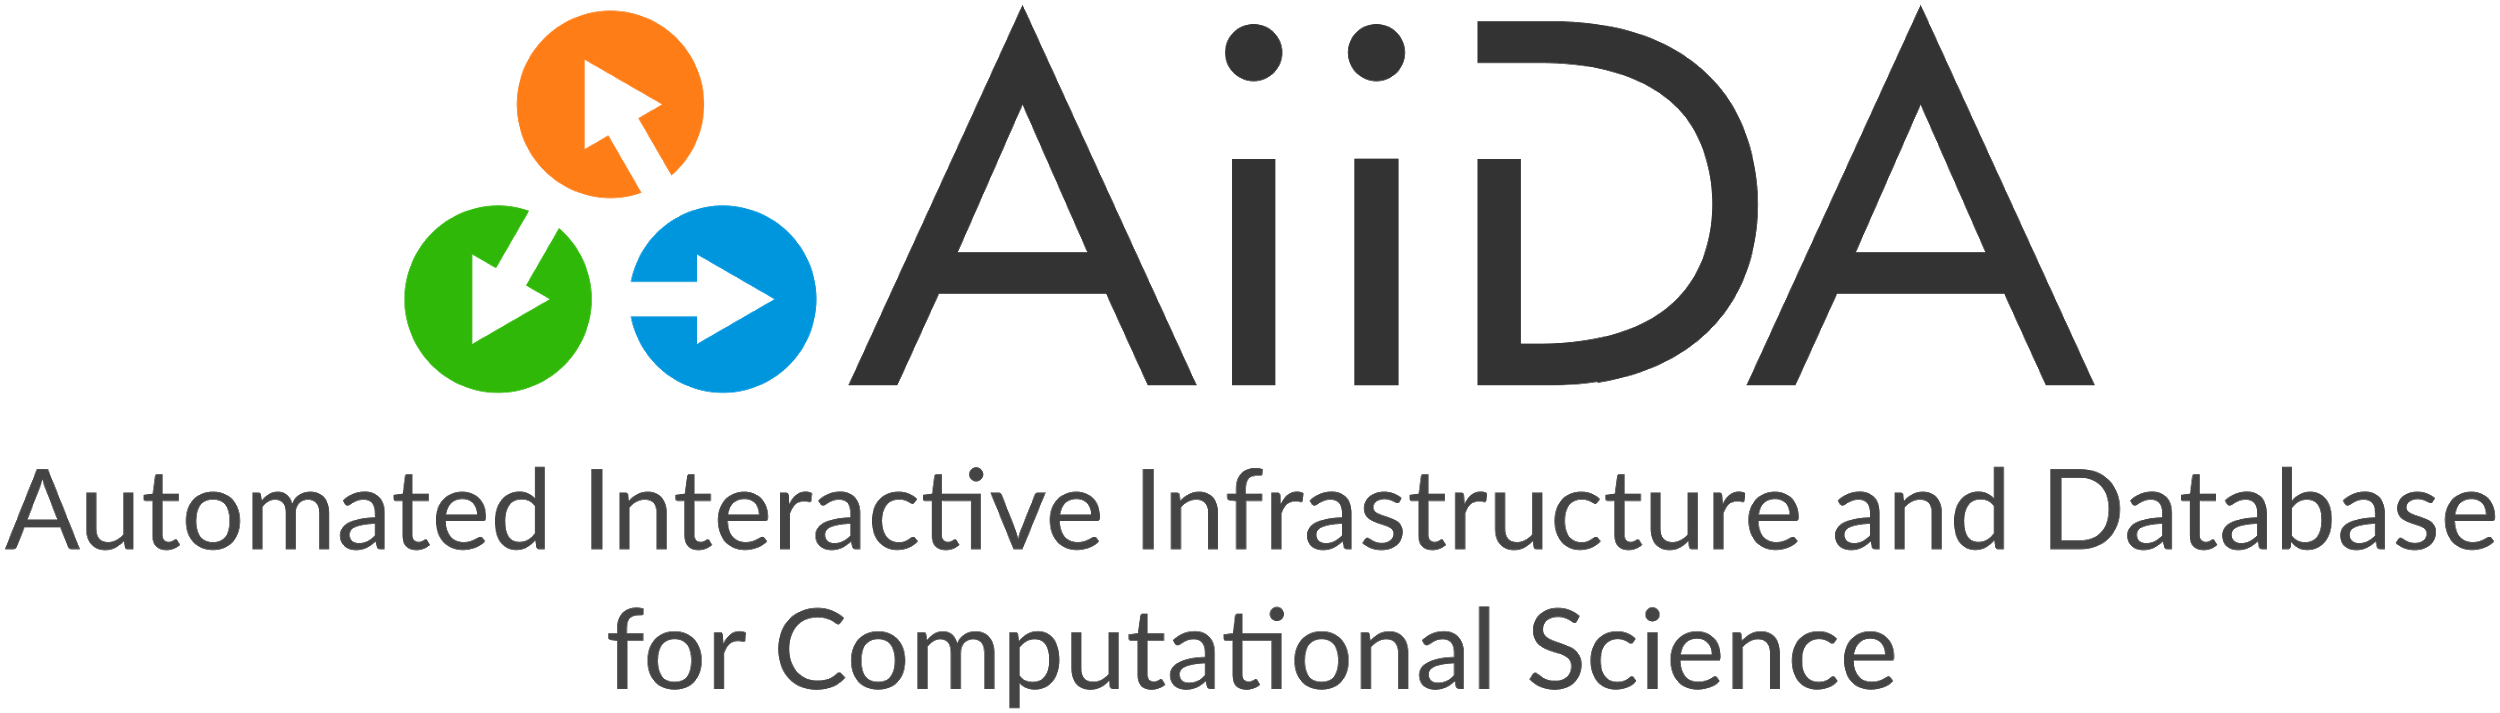 AiiDA
Automated Interactive Infrastructure and Database
for Computational Science